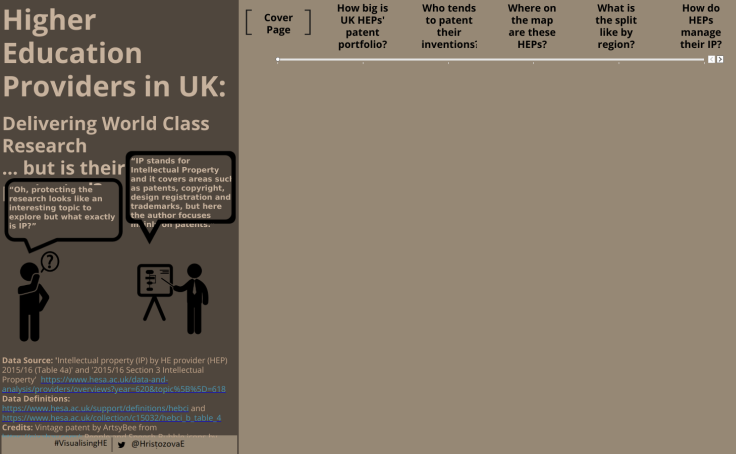 Higher
Education
Providers in UK:
Delivering World Class
Research
... but is their
"Oh, protecting the
research looks like an
interesting topic to
explore but what exactly
is IP?"
"IP stands for
Intellectual Property
and it covers areas such
as patents, copyright,
design registration and
trademarks, but here
the author focuses
on patents.
Data Source: 'Intellectual property (IP) by HE provider (HEP)
2015/16 (Table 4a)' and '2015/16 Section 3 Intellectual
Property' https://www.hesa.ac.uk/data-and-
analysis/providers/overviews?year=620&topic%5B%5D=618
Data Definitions:
https://www.hesa.ac.uk/support/definitions/hebci and
https://www.hesa.ac.uk/collection/c15032/hebci_b_table_4
Credits: Vintage patent by ArtsyBee from
#VisualisingHE
@HristozovaE
Cover
Page
How big is
UK HEPs'
patent
portfolio?
Who tends
to patent
their
inventions?
Where on
the map
are these
HEPs?
What is
the split
like by
region?
How do
HEPs
manage
their IP?